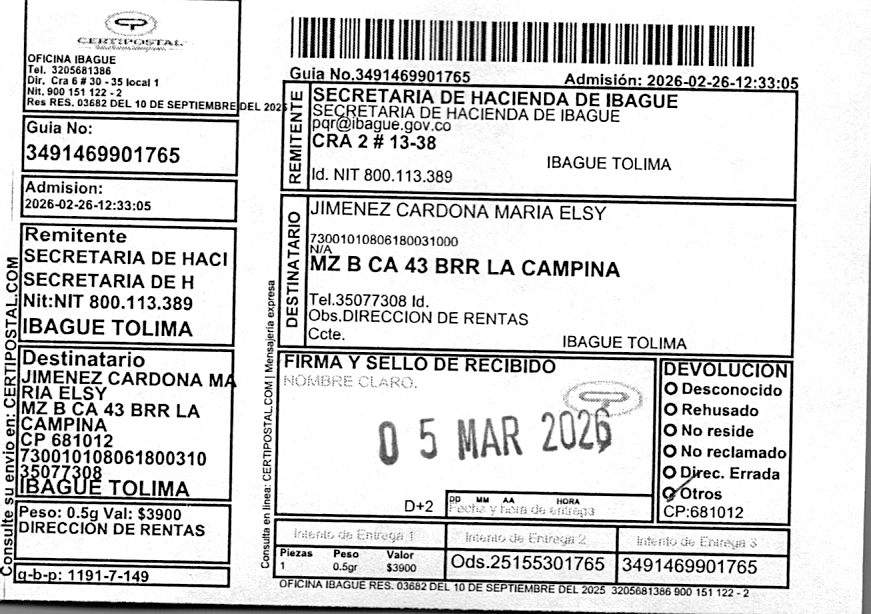 CERTIPOSTAL
OFICINA IBAGUE
Tel. 3205681386
Dir. Cra 6 # 30 - 35 local 1
Nit. 900 151 122 - 2
Res RES. 03682 DEL 10 DE SEPTIEMBRE DEL 2025
Guia No:
3491469901765
Admision:
2026-02-26-12:33:05
Remitente
SECRETARIA DE HACI
SECRETARIA DE H
Nit:NIT 800.113.389
IBAGUE TOLIMA
Destinatario
JIMENEZ CARDONA MA
RIA ELSY
MZ B CA 43 BRR LA
CAMPINA
CP 681012
730010108061800310
35077308
IBAGUE TOLIMA
Peso: 0.5g Val: $3900
DIRECCION DE RENTAS
g-b-p: 1191-7-149
Consulte su envio en: CERTIPOSTAL.COM
Guia No.3491469901765
Admisión: 2026-02-26-12:33:05
REMITENTE
SECRETARIA DE HACIENDA DE IBAGUE
SECRETARIA DE HACIENDA DE IBAGUE
pqr@ibague.gov.co
CRA 2 # 13-38
IBAGUE TOLIMA
Id. NIT 800.113.389
DESTINATARIO
JIMENEZ CARDONA MARIA ELSY
73001010806180031000
N/A
MZ B CA 43 BRR LA CAMPINA
Tel.35077308 Id.
Obs.DIRECCION DE RENTAS
Ccte.
IBAGUE TOLIMA
Consulta en linea: CERTIPOSTAL.COM | Mensajería expresa
FIRMA Y SELLO DE RECIBIDO
NOMBRE CLARO.
05 MAR 2026
D+2
DD MM AA HORA
Fecha y hora de entrega
DEVOLUCION
Desconocido
Rehusado
No reside
No reclamado
Direc. Errada
Otros
CP:681012
Intento de Entrega 1
Intento de Entrega 2
Intento de Entrega 3
Piezas Peso Valor
1 0.5gr $3900
Ods.25155301765
3491469901765
OFICINA IBAGUE RES. 03682 DEL 10 DE SEPTIEMBRE DEL 2025 3205681386 900 151 122 - 2